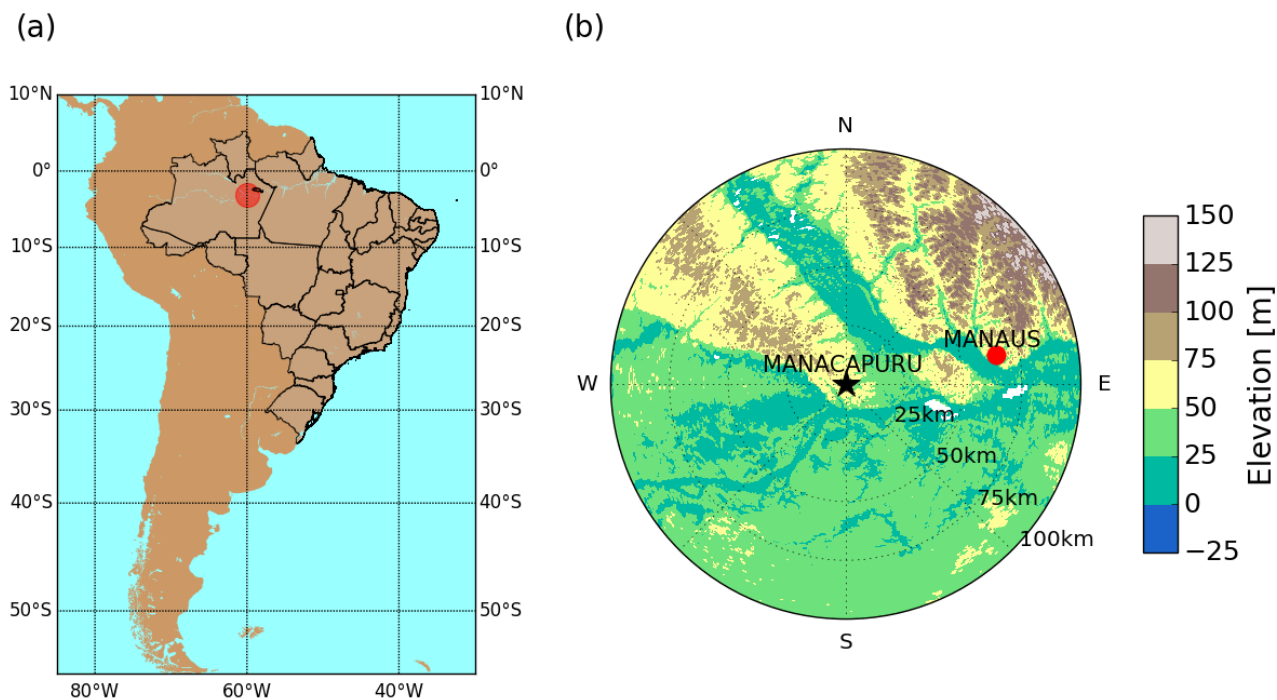 (a)
(b)
10°N
10°N
0°
0°
10°S
10°S
20°S
20°S
30°S
30°S
40°S
40°S
50°S
50°S
80°W
60°W
40°W
N
W
E
S
MANAUS
MANACAPURU
25km
50km
75km
100km
150
125
100
75
50
25
0
−25
Elevation [m]